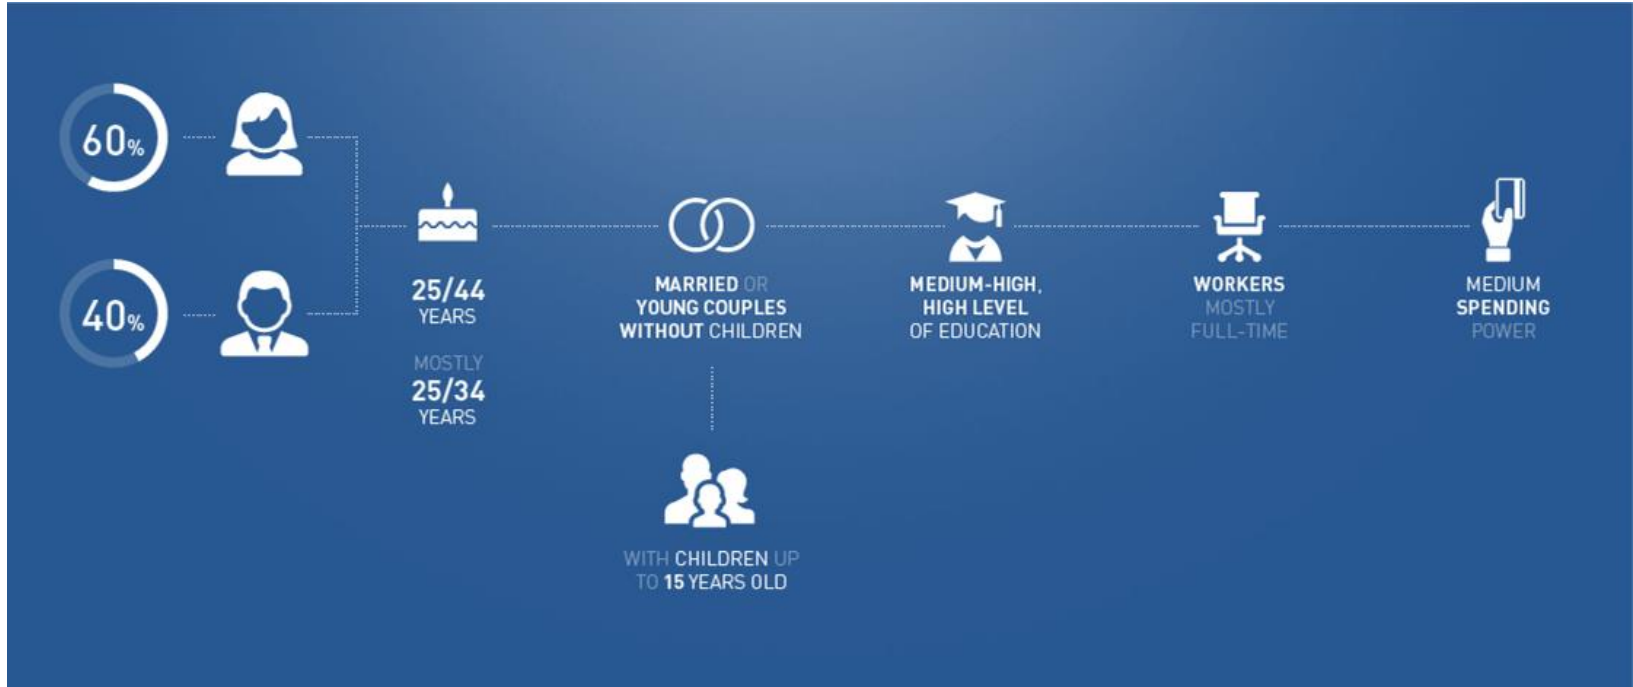 60%
40%
25/44
YEARS
MOSTLY
25/34
YEARS
MARRIED OR
YOUNG COUPLES
WITHOUT CHILDREN
WITH CHILDREN UP
TO 15 YEARS OLD
MEDIUM-HIGH,
HIGH LEVEL
OF EDUCATION
WORKERS
MOSTLY
FULL-TIME
MEDIUM
SPENDING
POWER